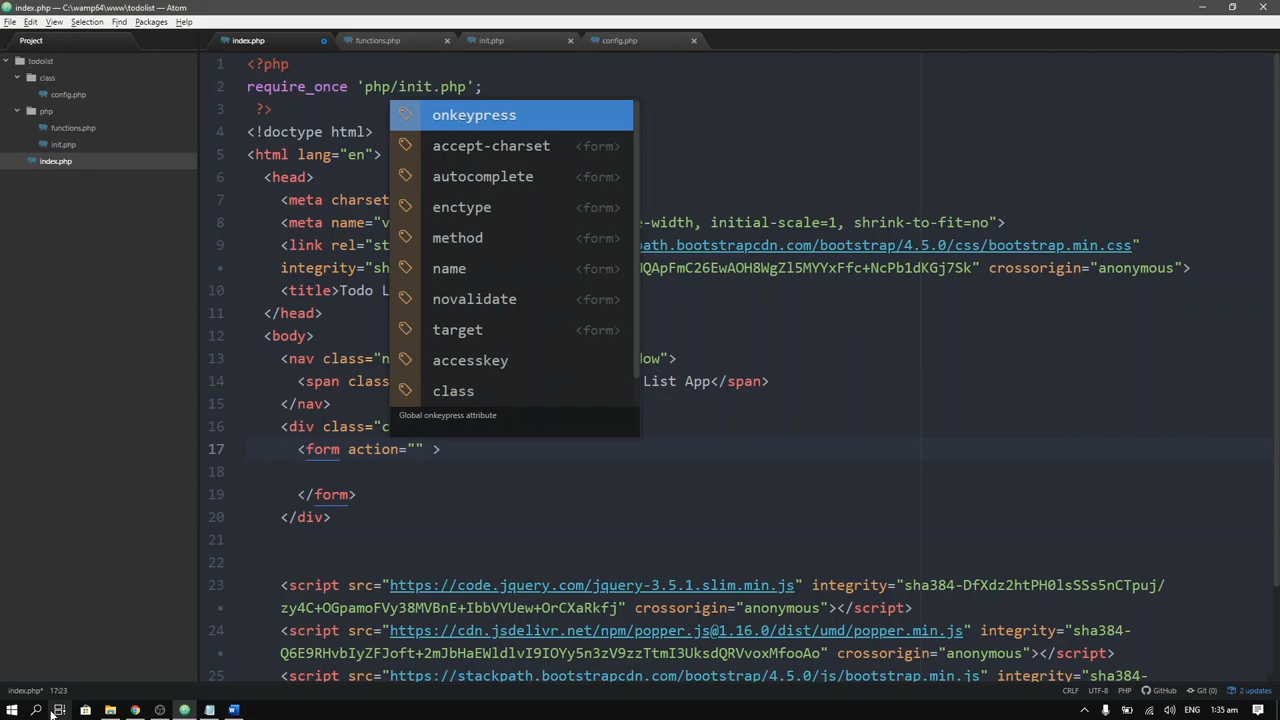 index.php — C:\wamp64\www\todolist — Atom
File Edit View Selection Find Packages Help
Project
index.php
functions.php
init.php
config.php
todolist
class
config.php
php
functions.php
init.php
index.php
1 <?php
2 require_once 'php/init.php';
3 ?>
4 <!doctype html>
5 <html lang="en">
6 <head>
7 <meta charset
8 <meta name="v e-width, initial-scale=1, shrink-to-fit=no">
9 <link rel="st path.bootstrapcdn.com/bootstrap/4.5.0/css/bootstrap.min.css"
integrity="sh QApFmC26EwAOH8WgZl5MYYxFfc+NcPb1dKGj7Sk" crossorigin="anonymous">
10 <title>Todo L
11 </head>
12 <body>
13 <nav class="n ow">
14 <span class List App</span>
15 </nav>
16 <div class="c
17 <form action="" >
18
19 </form>
20 </div>
21
22
23 <script src="https://code.jquery.com/jquery-3.5.1.slim.min.js" integrity="sha384-DfXdz2htPH0lsSSs5nCTpuj/
zy4C+OGpamoFVy38MVBnE+IbbVYUew+OrCXaRkfj" crossorigin="anonymous"></script>
24 <script src="https://cdn.jsdelivr.net/npm/popper.js@1.16.0/dist/umd/popper.min.js" integrity="sha384-
Q6E9RHvbIyZFJoft+2mJbHaEWldlvI9IOYy5n3zV9zzTtmI3UksdQRVvoxMfooAo" crossorigin="anonymous"></script>
25 <script src="https://stackpath.bootstrapcdn.com/bootstrap/4.5.0/js/bootstrap.min.js" integrity="sha384-
onkeypress
accept-charset <form>
autocomplete <form>
enctype <form>
method <form>
name <form>
novalidate <form>
target <form>
accesskey
class
Global onkeypress attribute
index.php* 17:23
CRLF UTF-8 PHP GitHub Git (0) 2 updates
ENG 1:35 am